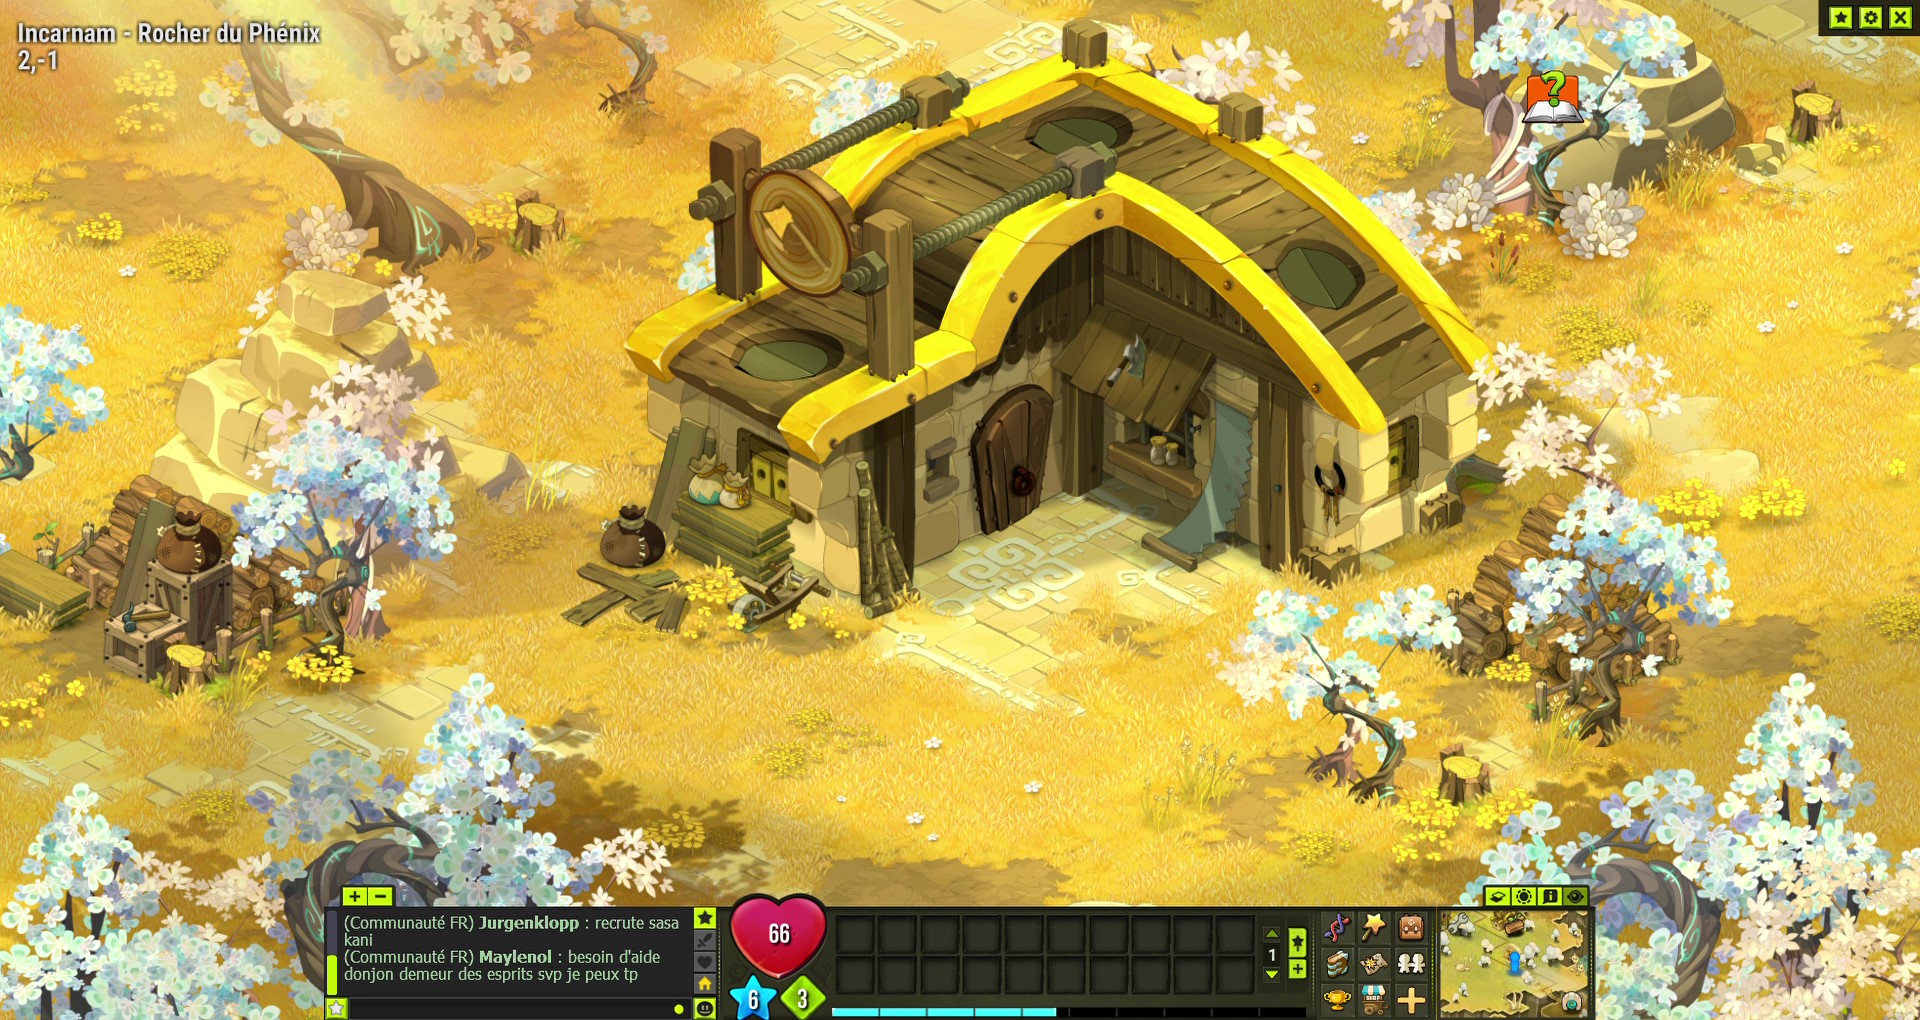 Incarnam - Rocher du Phénix
2,-1
(Communauté FR) Jurgenklopp : recrute sasa
kani
(Communauté FR) Maylenol : besoin d'aide
donjon demeur des esprits svp je peux tp
66
6
3
1
SHOP